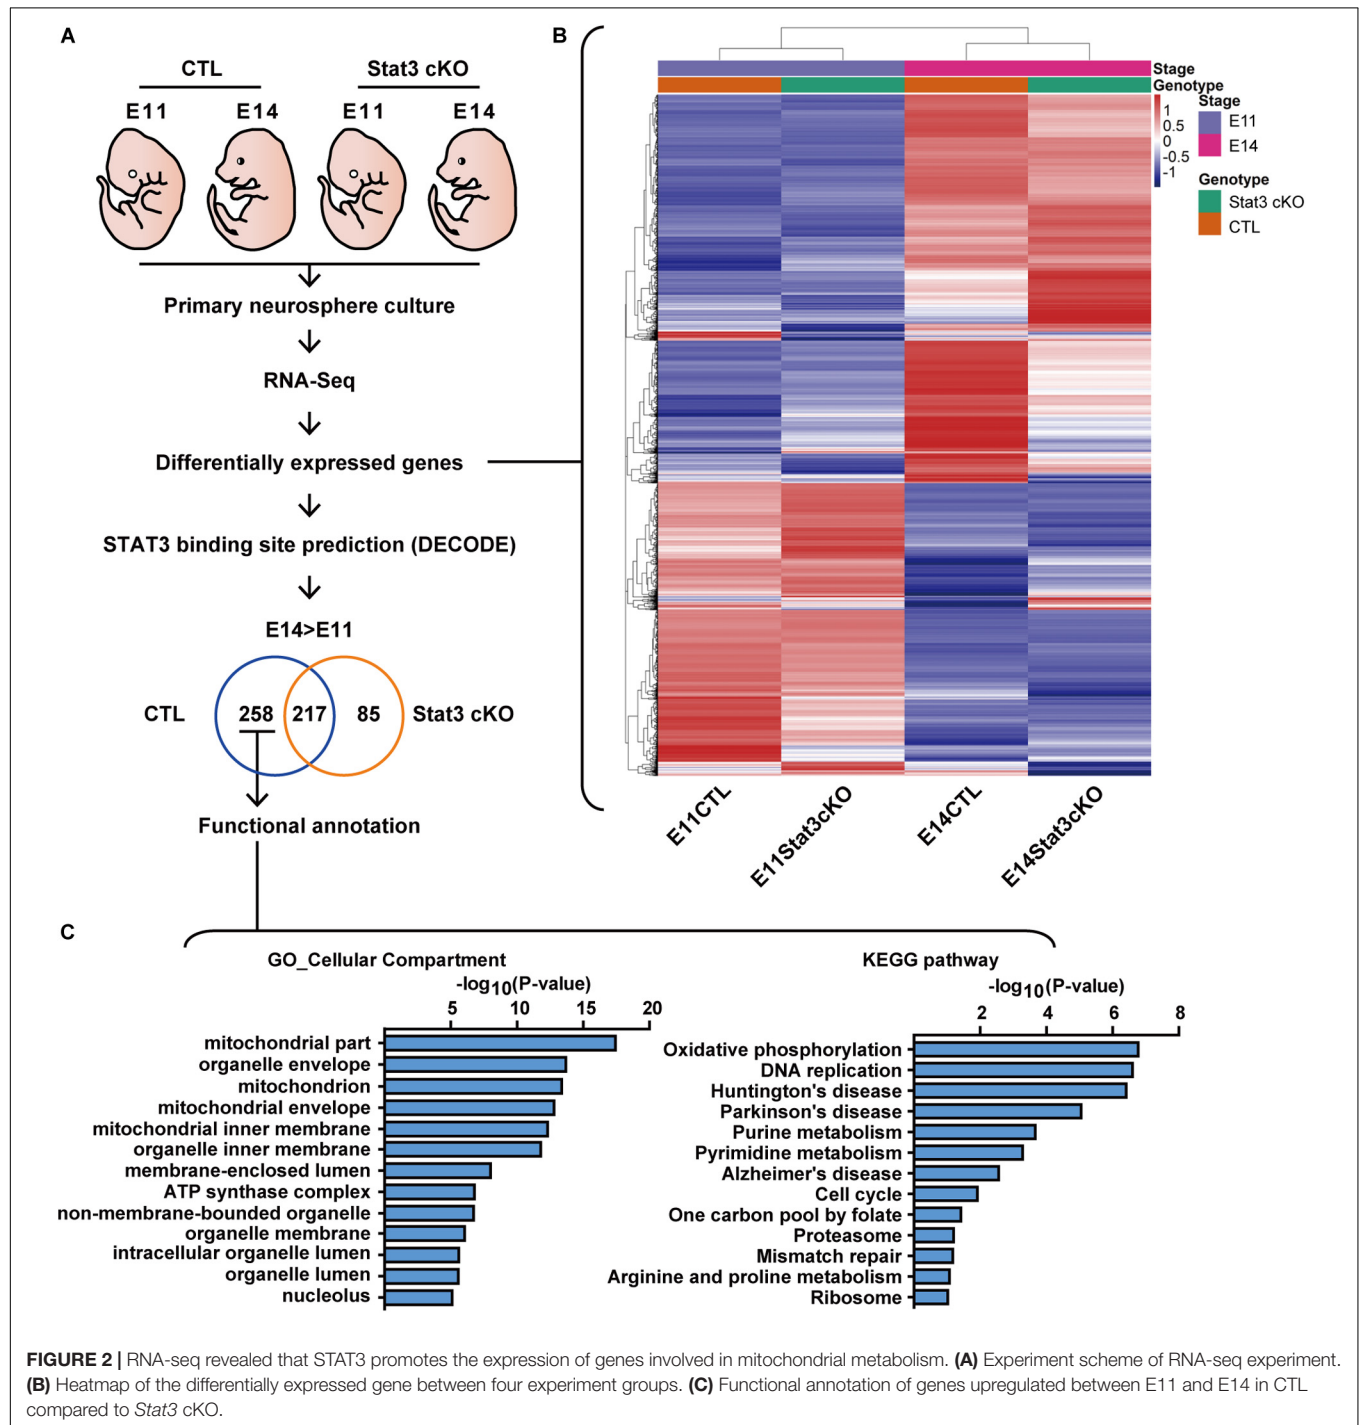 A
CTL Stat3 cKO
E11 E14 E11 E14
Primary neurosphere culture
RNA-Seq
Differentially expressed genes
STAT3 binding site prediction (DECODE)
E14>E11
CTL 258 217 85 Stat3 cKO
Functional annotation
B
Stage
Genotype
1
0.5
0
-0.5
-1
Stage
E11
E14
Genotype
Stat3 cKO
CTL
E11CTL
E11Stat3cKO
E14CTL
E14Stat3cKO
C
GO_Cellular Compartment
-log10(P-value)
5 10 15 20
mitochondrial part
organelle envelope
mitochondrion
mitochondrial envelope
mitochondrial inner membrane
organelle inner membrane
membrane-enclosed lumen
ATP synthase complex
non-membrane-bounded organelle
organelle membrane
intracellular organelle lumen
organelle lumen
nucleolus
KEGG pathway
-log10(P-value)
2 4 6 8
Oxidative phosphorylation
DNA replication
Huntington's disease
Parkinson's disease
Purine metabolism
Pyrimidine metabolism
Alzheimer's disease
Cell cycle
One carbon pool by folate
Proteasome
Mismatch repair
Arginine and proline metabolism
Ribosome
FIGURE 2 | RNA-seq revealed that STAT3 promotes the expression of genes involved in mitochondrial metabolism. (A) Experiment scheme of RNA-seq experiment.
(B) Heatmap of the differentially expressed gene between four experiment groups. (C) Functional annotation of genes upregulated between E11 and E14 in CTL
compared to Stat3 cKO.